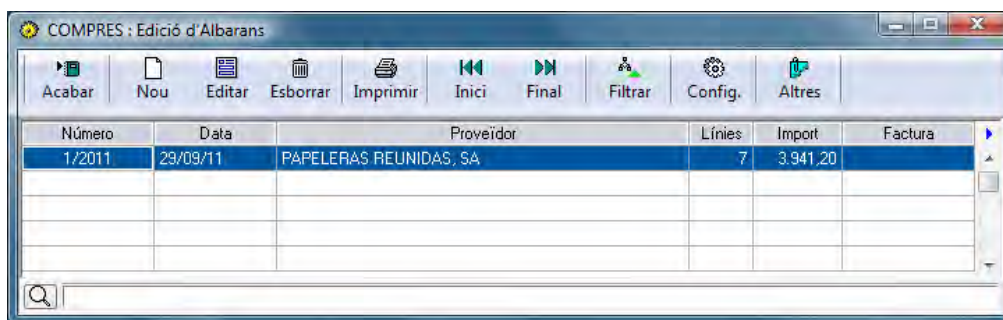 COMPRES : Edició d'Albarans
Acabar Nou Editar Esborrar Imprimir Inici Final Filtrar Config. Altres
Número Data Proveïdor Línies Import Factura
1/2011 29/09/11 PAPELERAS REUNIDAS, SA 7 3.941,20